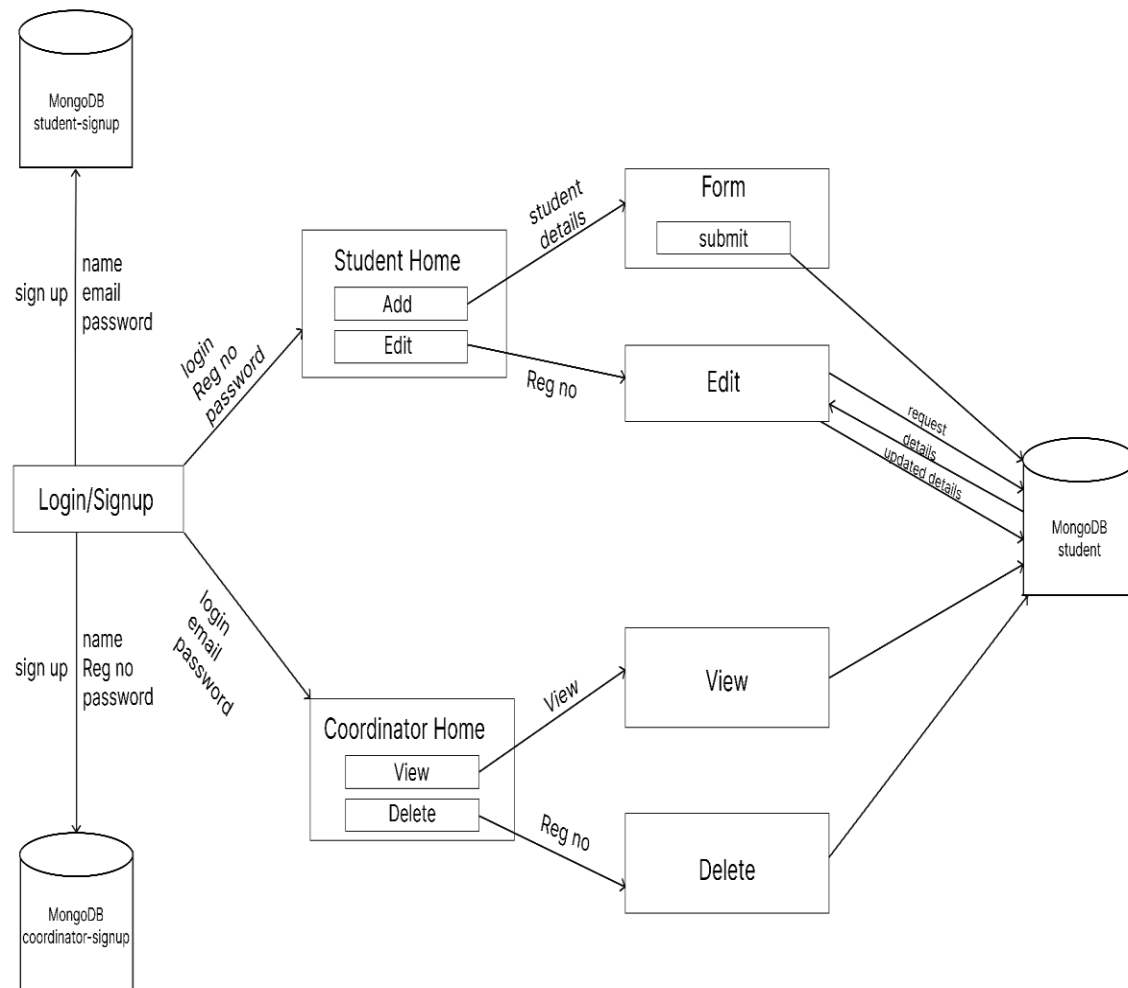 MongoDB
student-signup
sign up
name
email
password
login
Reg no
password
Student Home
Add
Edit
student
details
Form
submit
Reg no
Edit
request
details
updated details
MongoDB
student
Login/Signup
sign up
name
Reg no
password
login
email
password
Coordinator Home
View
Delete
View
View
Reg no
Delete
MongoDB
coordinator-signup